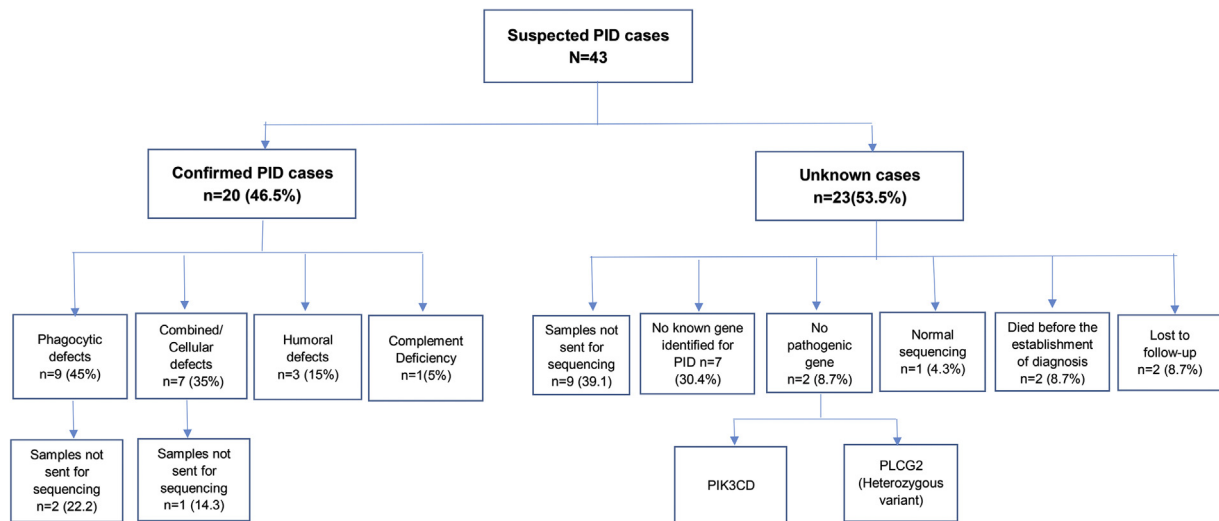 Suspected PID cases
N=43
Confirmed PID cases
n=20 (46.5%)
Unknown cases
n=23(53.5%)
Phagocytic
defects
n=9 (45%)
Combined/
Cellular
defects
n=7 (35%)
Humoral
defects
n=3 (15%)
Complement
Deficiency
n=1(5%)
Samples not
sent for
sequencing
n=9 (39.1)
No known gene
identified for
PID n=7
(30.4%)
No
pathogenic
gene
n=2 (8.7%)
Normal
sequencing
n=1 (4.3%)
Died before the
establishment
of diagnosis
n=2 (8.7%)
Lost to
follow-up
n=2 (8.7%)
Samples not
sent for
sequencing
n=2 (22.2)
Samples not
sent for
sequencing
n=1 (14.3)
PIK3CD
PLCG2
(Heterozygous
variant)